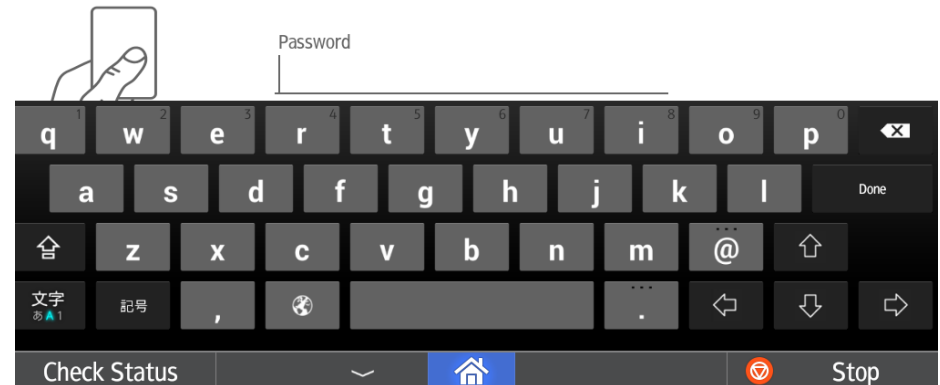 Password
1 2 3 4 5 6 7 8 9 0
q w e r t y u i o p
a s d f g h j k l Done
z x c v b n m @
文字 記号 , .
あA1
Check Status Stop